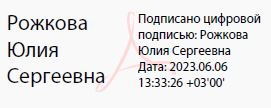 Рожкова
Юлия
Сергеевна
Подписано цифровой
подписью: Рожкова
Юлия Сергеевна
Дата: 2023.06.06
13:33:26 +03'00'